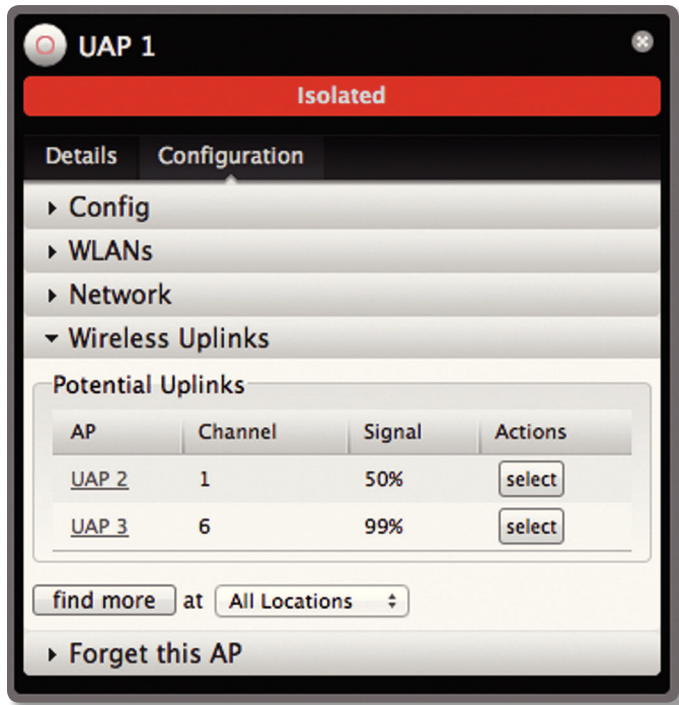 UAP 1
Isolated
Details Configuration
Config
WLANs
Network
Wireless Uplinks
Potential Uplinks
AP Channel Signal Actions
UAP 2 1 50% select
UAP 3 6 99% select
find more at All Locations
Forget this AP